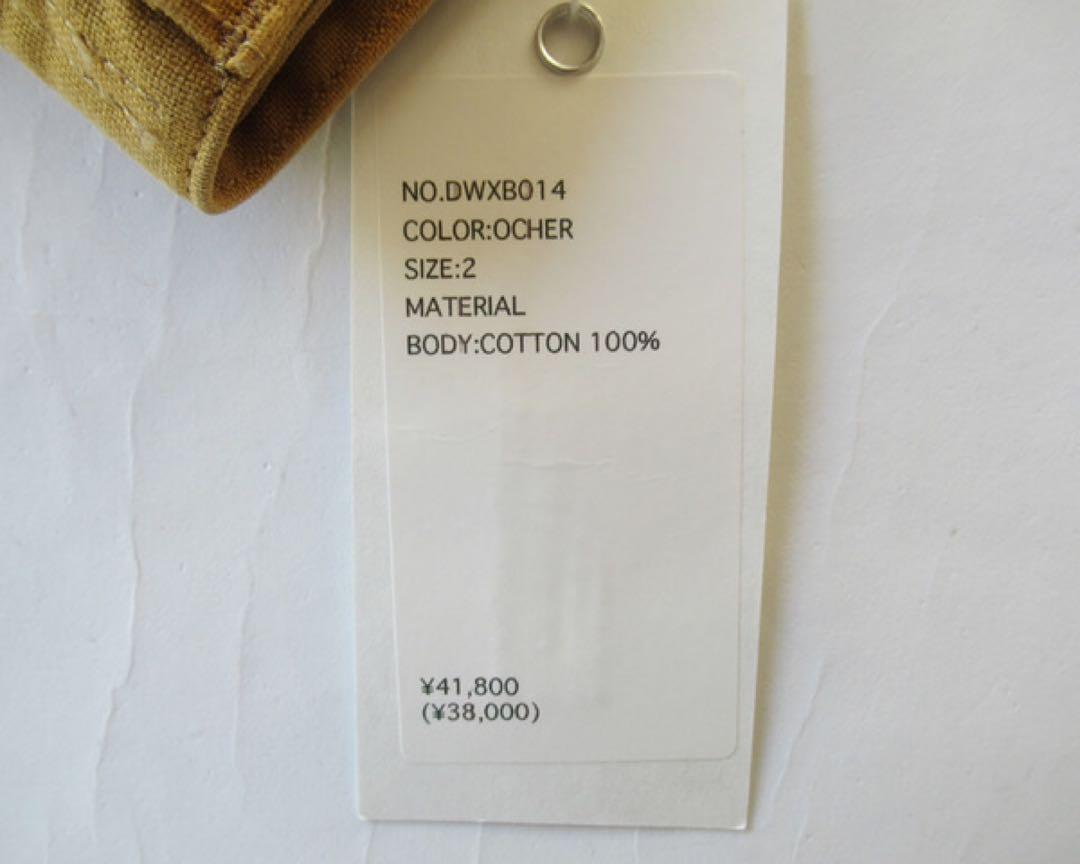 NO.DWXB014
COLOR:OCHER
SIZE:2
MATERIAL
BODY:COTTON 100%
¥41,800
(¥38,000)